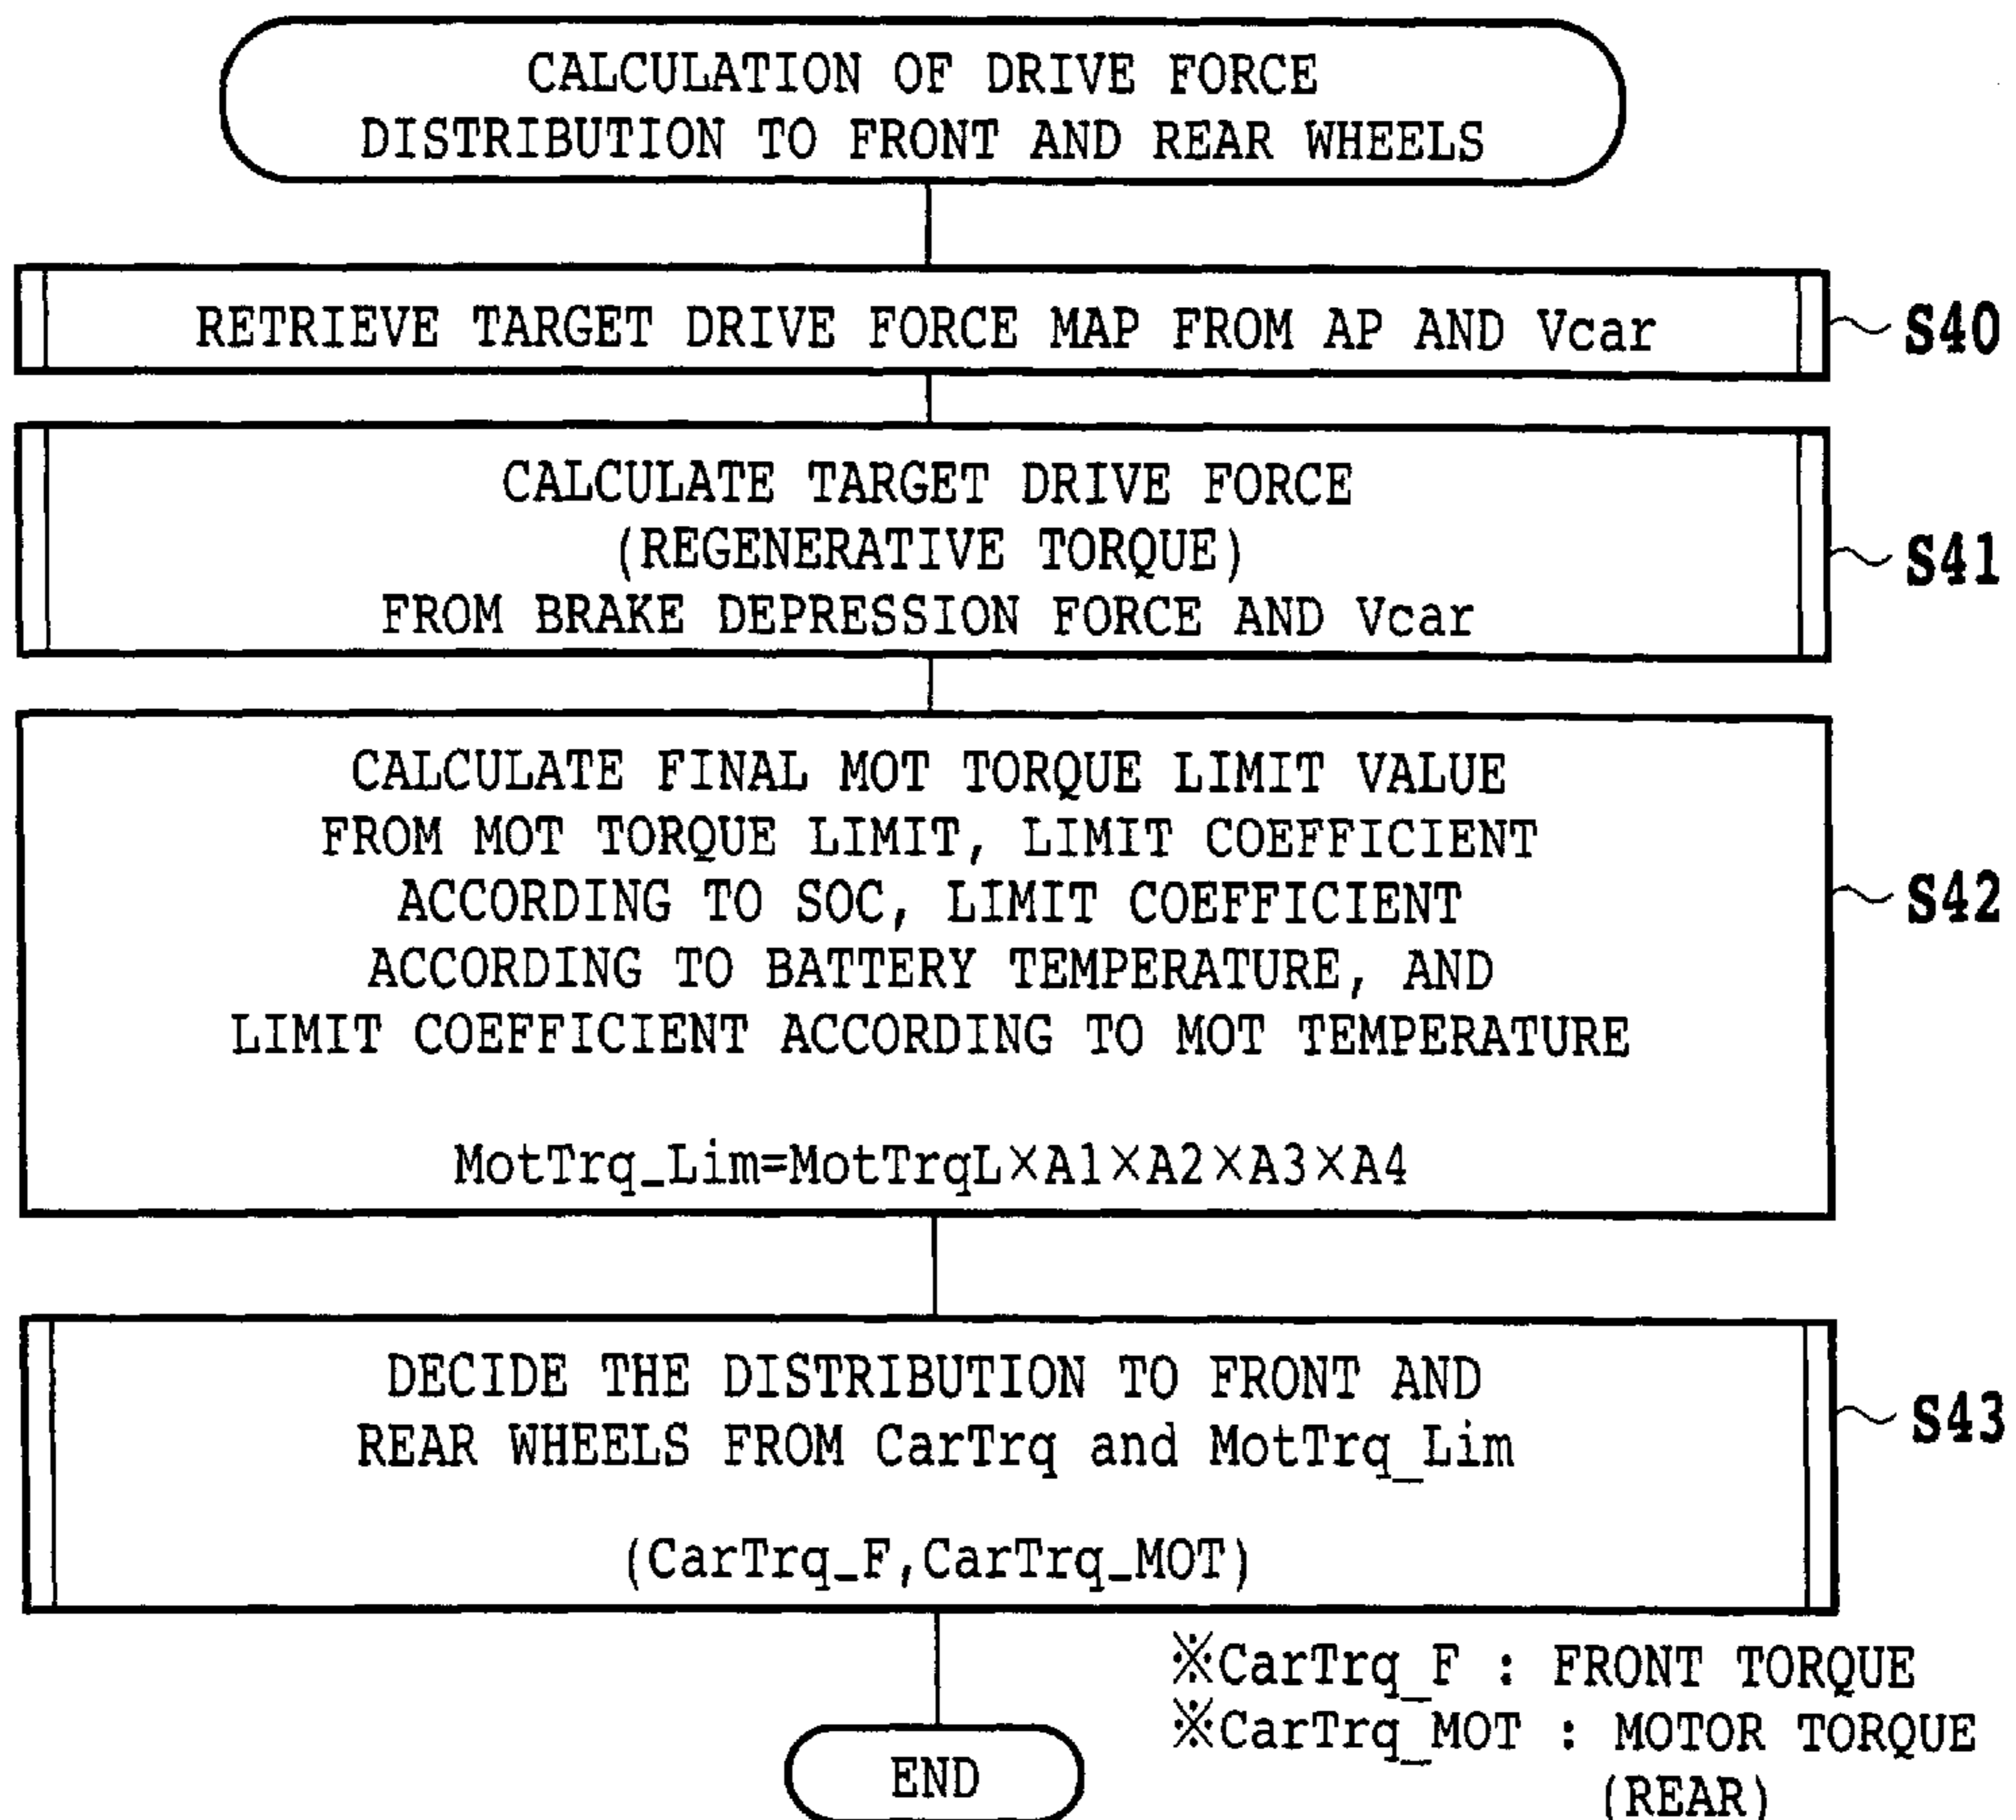 CALCULATION OF DRIVE FORCE
DISTRIBUTION TO FRONT AND REAR WHEELS
RETRIEVE TARGET DRIVE FORCE MAP FROM AP AND Vcar
S40
CALCULATE TARGET DRIVE FORCE
(REGENERATIVE TORQUE)
FROM BRAKE DEPRESSION FORCE AND Vcar
S41
CALCULATE FINAL MOT TORQUE LIMIT VALUE
FROM MOT TORQUE LIMIT, LIMIT COEFFICIENT
ACCORDING TO SOC, LIMIT COEFFICIENT
ACCORDING TO BATTERY TEMPERATURE, AND
LIMIT COEFFICIENT ACCORDING TO MOT TEMPERATURE
MotTrq_Lim=MotTrqL×A1×A2×A3×A4
S42
DECIDE THE DISTRIBUTION TO FRONT AND
REAR WHEELS FROM CarTrq and MotTrq_Lim
(CarTrq_F,CarTrq_MOT)
S43
※CarTrq_F : FRONT TORQUE
※CarTrq_MOT : MOTOR TORQUE
(REAR)
END